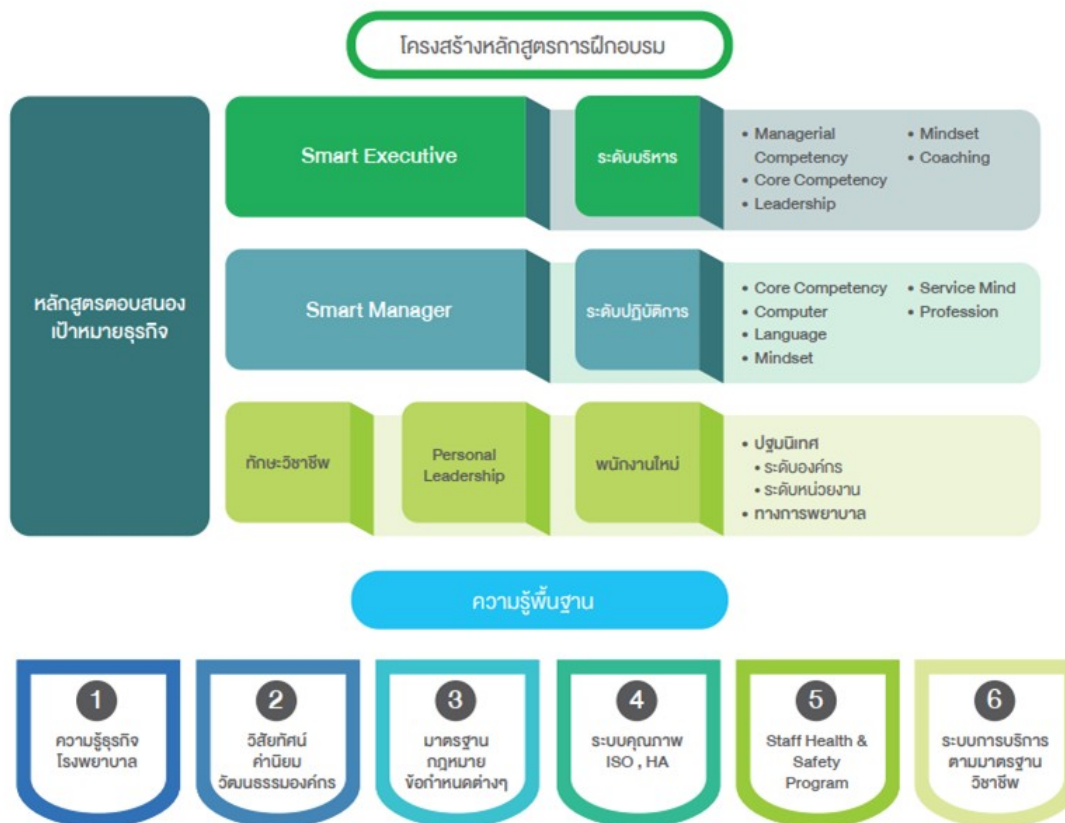 โครงสร้างหลักสูตรการฝึกอบรม
หลักสูตรตอบสนอง
เป้าหมายธุรกิจ
Smart Executive
ระดับบริหาร
• Managerial
Competency
• Core Competency
• Leadership
• Mindset
• Coaching
Smart Manager
ระดับปฏิบัติการ
• Core Competency
• Computer
• Language
• Mindset
• Service Mind
• Profession
ทักษะวิชาชีพ
Personal
Leadership
พนักงานใหม่
• ปฐมนิเทศ
• ระดับองค์กร
• ระดับหน่วยงาน
• ทางการพยาบาล
ความรู้พื้นฐาน
1
ความรู้ธุรกิจ
โรงพยาบาล
2
วิสัยทัศน์
ค่านิยม
วัฒนธรรมองค์กร
3
มาตรฐาน
กฎหมาย
ข้อกำหนดต่างๆ
4
ระบบคุณภาพ
ISO , HA
5
Staff Health &
Safety
Program
6
ระบบการบริการ
ตามมาตรฐาน
วิชาชีพ